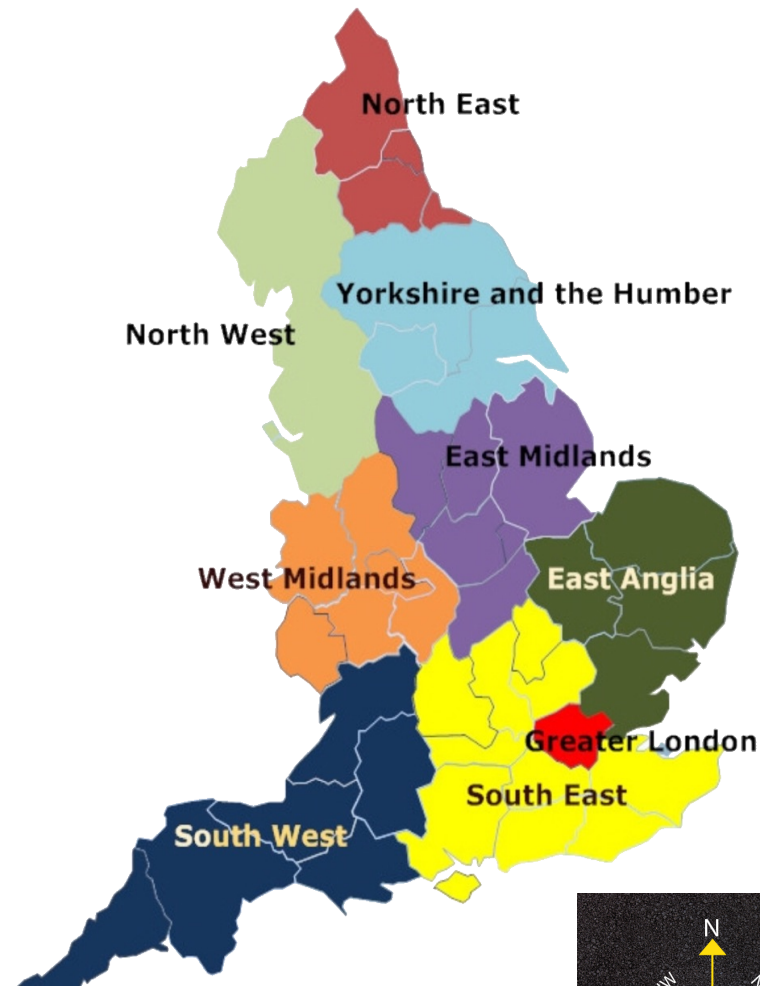 North East
Yorkshire and the Humber
North West
East Midlands
West Midlands
East Anglia
Greater London
South East
South West
N